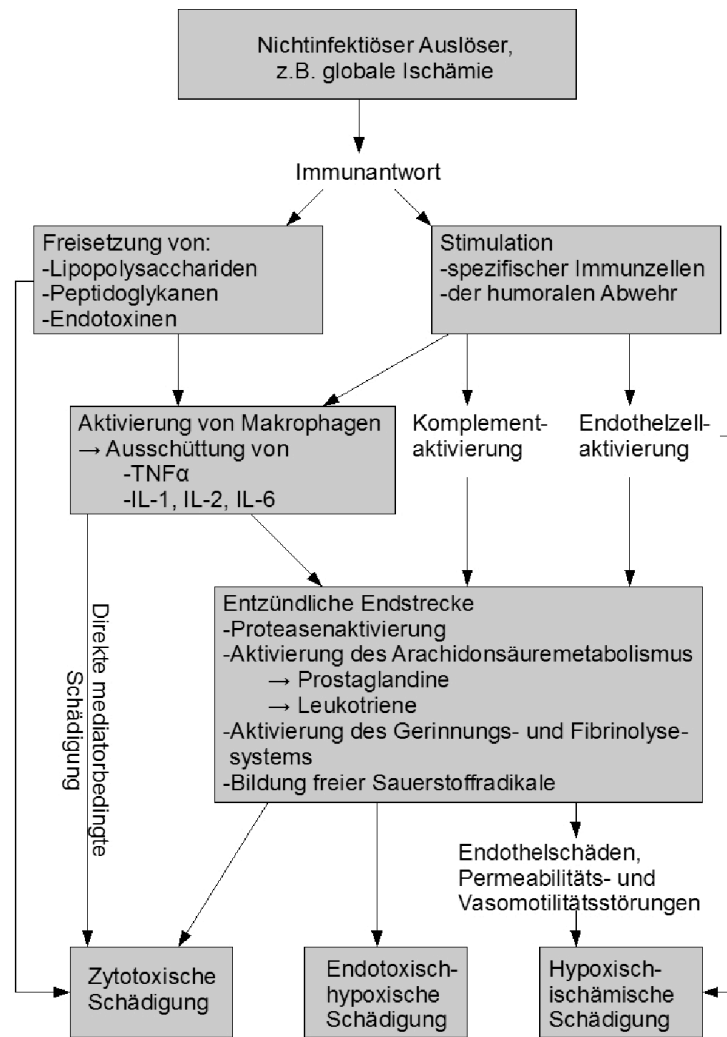 Nichtinfektiöser Auslöser,
z.B. globale Ischämie
Immunantwort
Freisetzung von:
-Lipopolysacchariden
-Peptidoglykanen
-Endotoxinen
Stimulation
-spezifischer Immunzellen
-der humoralen Abwehr
Aktivierung von Makrophagen
→ Ausschüttung von
-TNFα
-IL-1, IL-2, IL-6
Komplement-
aktivierung
Endothelzell-
aktivierung
Direkte mediatorbedingte
Schädigung
Entzündliche Endstrecke
-Proteasenaktivierung
-Aktivierung des Arachidonsäuremetabolismus
→ Prostaglandine
→ Leukotriene
-Aktivierung des Gerinnungs- und Fibrinolyse-
systems
-Bildung freier Sauerstoffradikale
Endothelschäden,
Permeabilitäts- und
Vasomotilitätsstörungen
Zytotoxische
Schädigung
Endotoxisch-
hypoxische
Schädigung
Hypoxisch-
ischämische
Schädigung